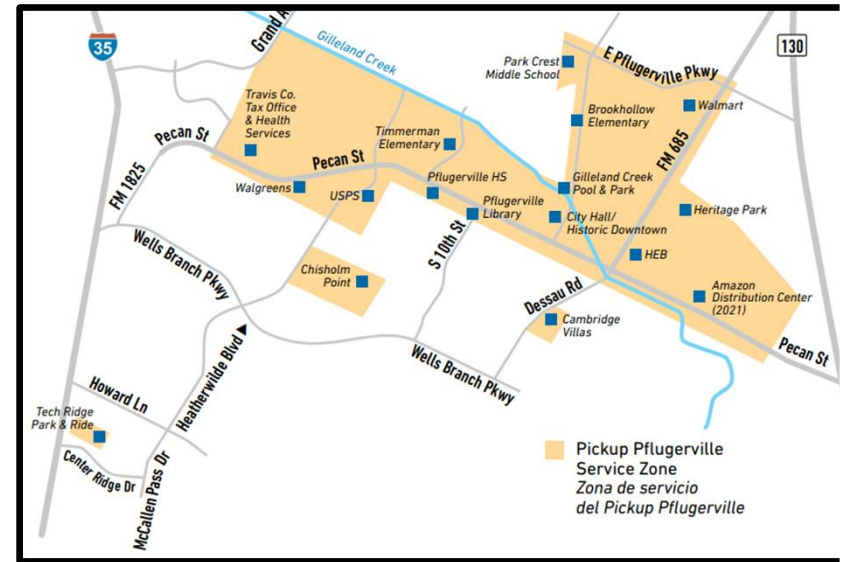 35
Grand A
Gilleland Creek
Park Crest
Middle School
E Pflugerville Pkwy
130
Travis Co.
Tax Office
& Health
Services
Timmerman
Elementary
Brookhollow
Elementary
Walmart
FM 685
Pecan St
Pecan St
FM 1825
Walgreens
USPS
Pflugerville HS
Pflugerville
Library
Gilleland Creek
Pool & Park
City Hall/
Historic Downtown
Heritage Park
HEB
S 10th St
Wells Branch Pkwy
Chisholm
Point
Dessau Rd
Amazon
Distribution Center
(2021)
Cambridge
Villas
Pecan St
Wells Branch Pkwy
Heatherwilde Blvd
Howard Ln
Tech Ridge
Park & Ride
Center Ridge Dr
McCallen Pass Dr
Pickup Pflugerville
Service Zone
Zona de servicio
del Pickup Pflugerville